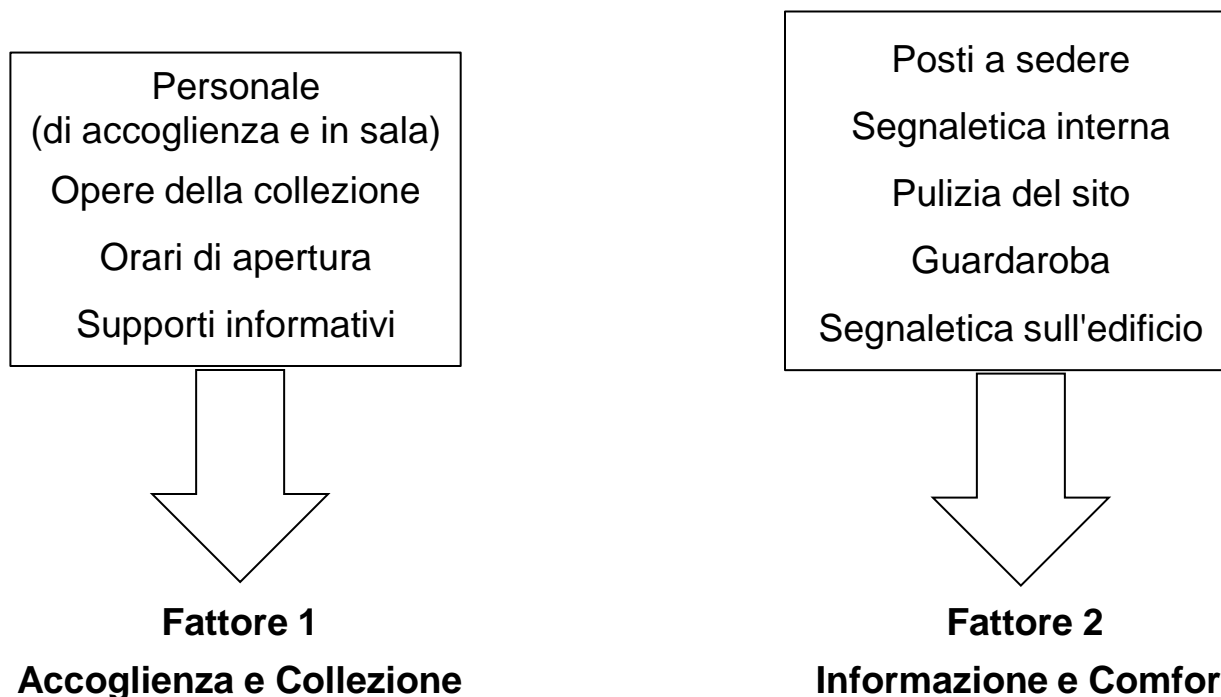 Personale
(di accoglienza e in sala)
Opere della collezione
Orari di apertura
Supporti informativi
Fattore 1
Accoglienza e Collezione
Posti a sedere
Segnaletica interna
Pulizia del sito
Guardaroba
Segnaletica sull'edificio
Fattore 2
Informazione e Comfor